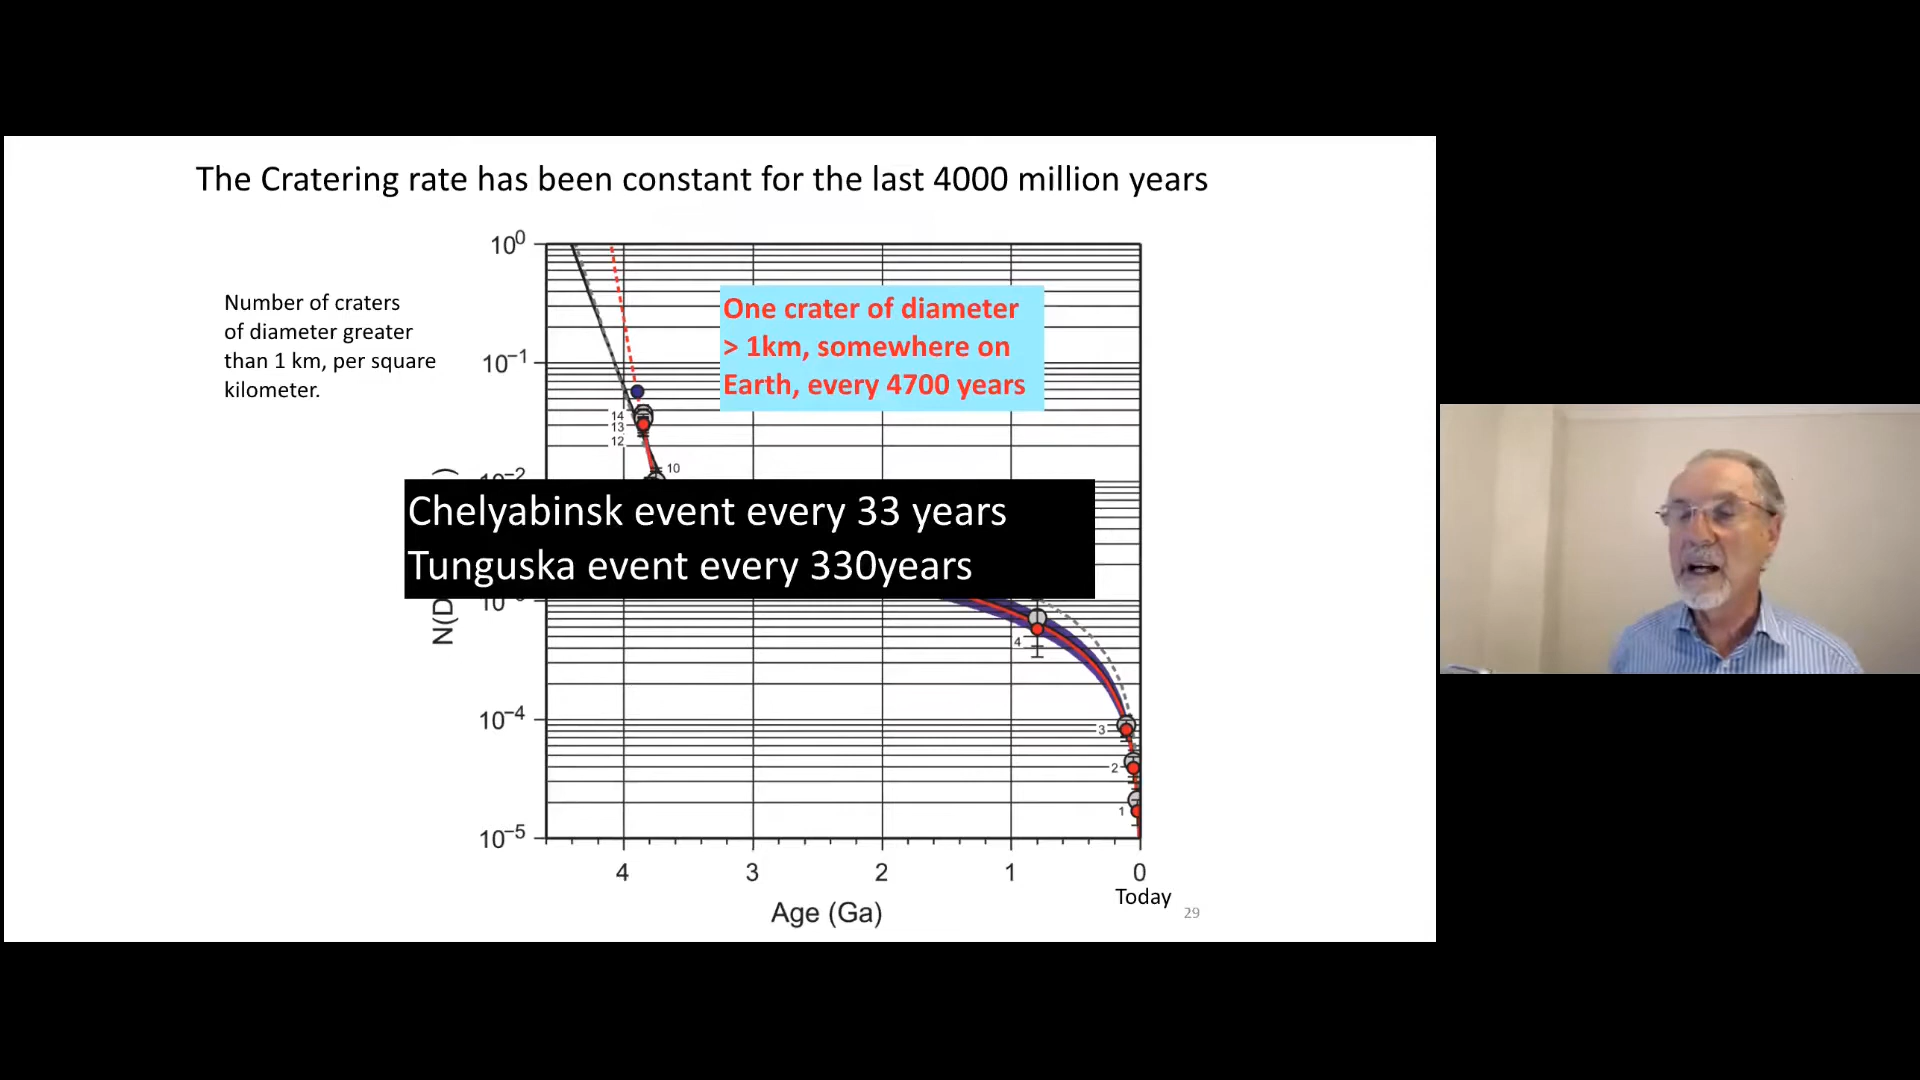 The Cratering rate has been constant for the last 4000 million years
Number of craters
of diameter greater
than 1 km, per square
kilometer.
10⁰
10⁻¹
10⁻⁴
10⁻⁵
One crater of diameter
> 1km, somewhere on
Earth, every 4700 years
14
13
12
10
Chelyabinsk event every 33 years
Tunguska event every 330years
N(D
4
3
2
1
4 3 2 1 0
Today
Age (Ga)
29